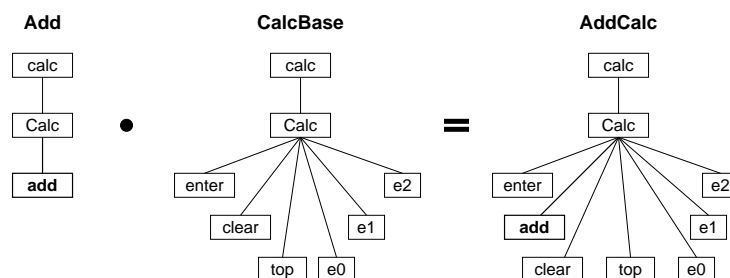 Add CalcBase AddCalc
calc calc calc
Calc • Calc = Calc
add enter e2 enter e2
clear e1 add e1
top e0 clear top e0